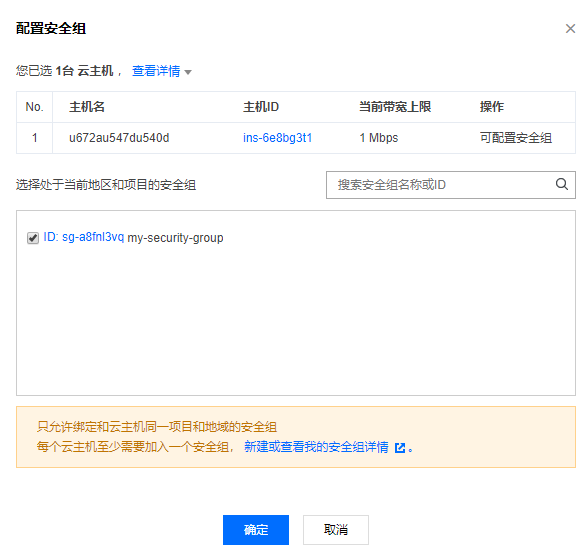 配置安全组
您已选 1台 云主机， 查看详情
No. 主机名 主机ID 当前带宽上限 操作
1 u672au547du540d ins-6e8bg3t1 1 Mbps 可配置安全组
选择处于当前地区和项目的安全组 搜索安全组名称或ID
ID: sg-a8fnl3vq my-security-group
只允许绑定和云主机同一项目和地域的安全组
每个云主机至少需要加入一个安全组， 新建或查看我的安全组详情 。
确定 取消